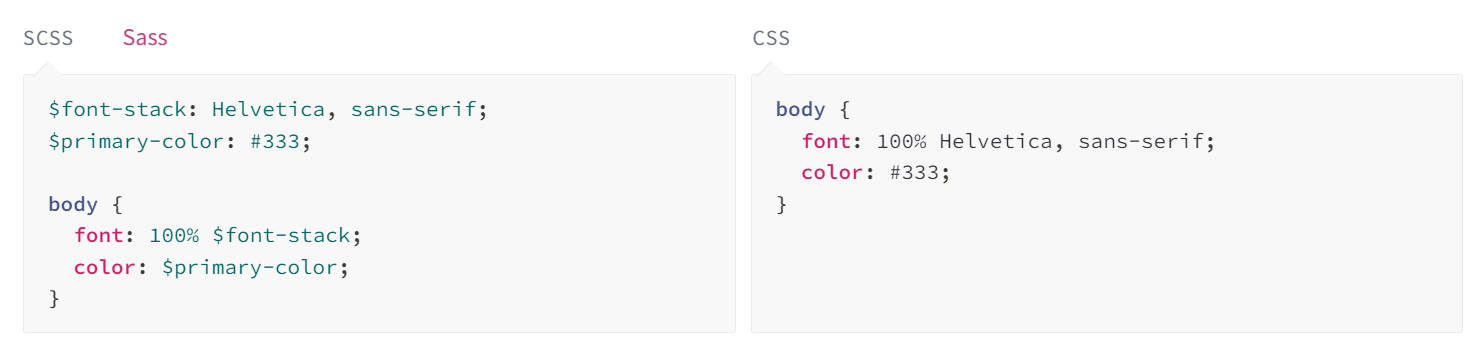 SCSS Sass
$font-stack: Helvetica, sans-serif;
$primary-color: #333;
body {
  font: 100% $font-stack;
  color: $primary-color;
}
CSS
body {
  font: 100% Helvetica, sans-serif;
  color: #333;
}